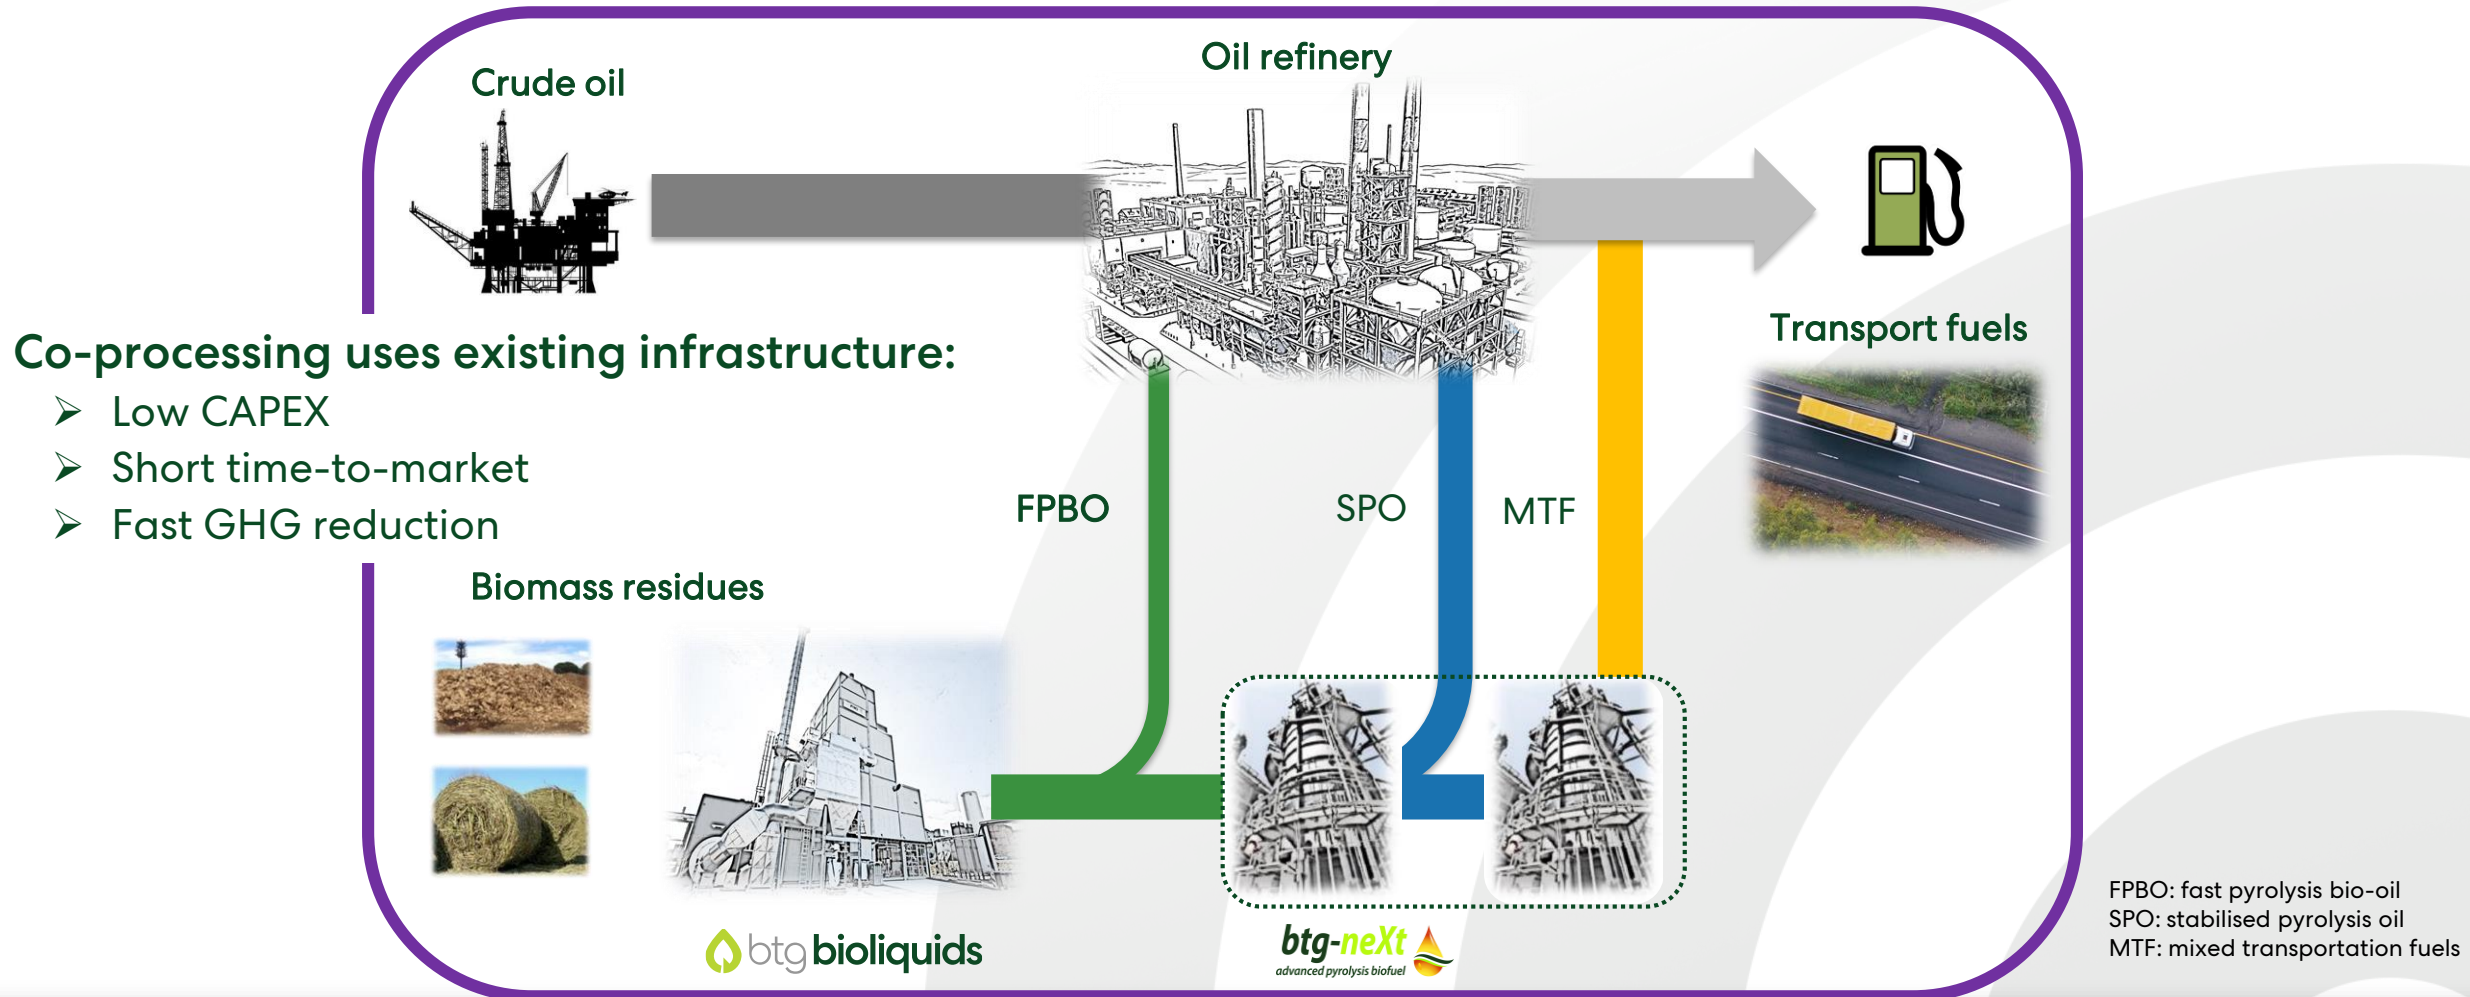 Crude oil
Oil refinery
Co-processing uses existing infrastructure:
Low CAPEX
Short time-to-market
Fast GHG reduction
Transport fuels
FPBO
SPO
MTF
Biomass residues
btg bioliquids
btg-neXt
advanced pyrolysis biofuel
FPBO: fast pyrolysis bio-oil
SPO: stabilised pyrolysis oil
MTF: mixed transportation fuels